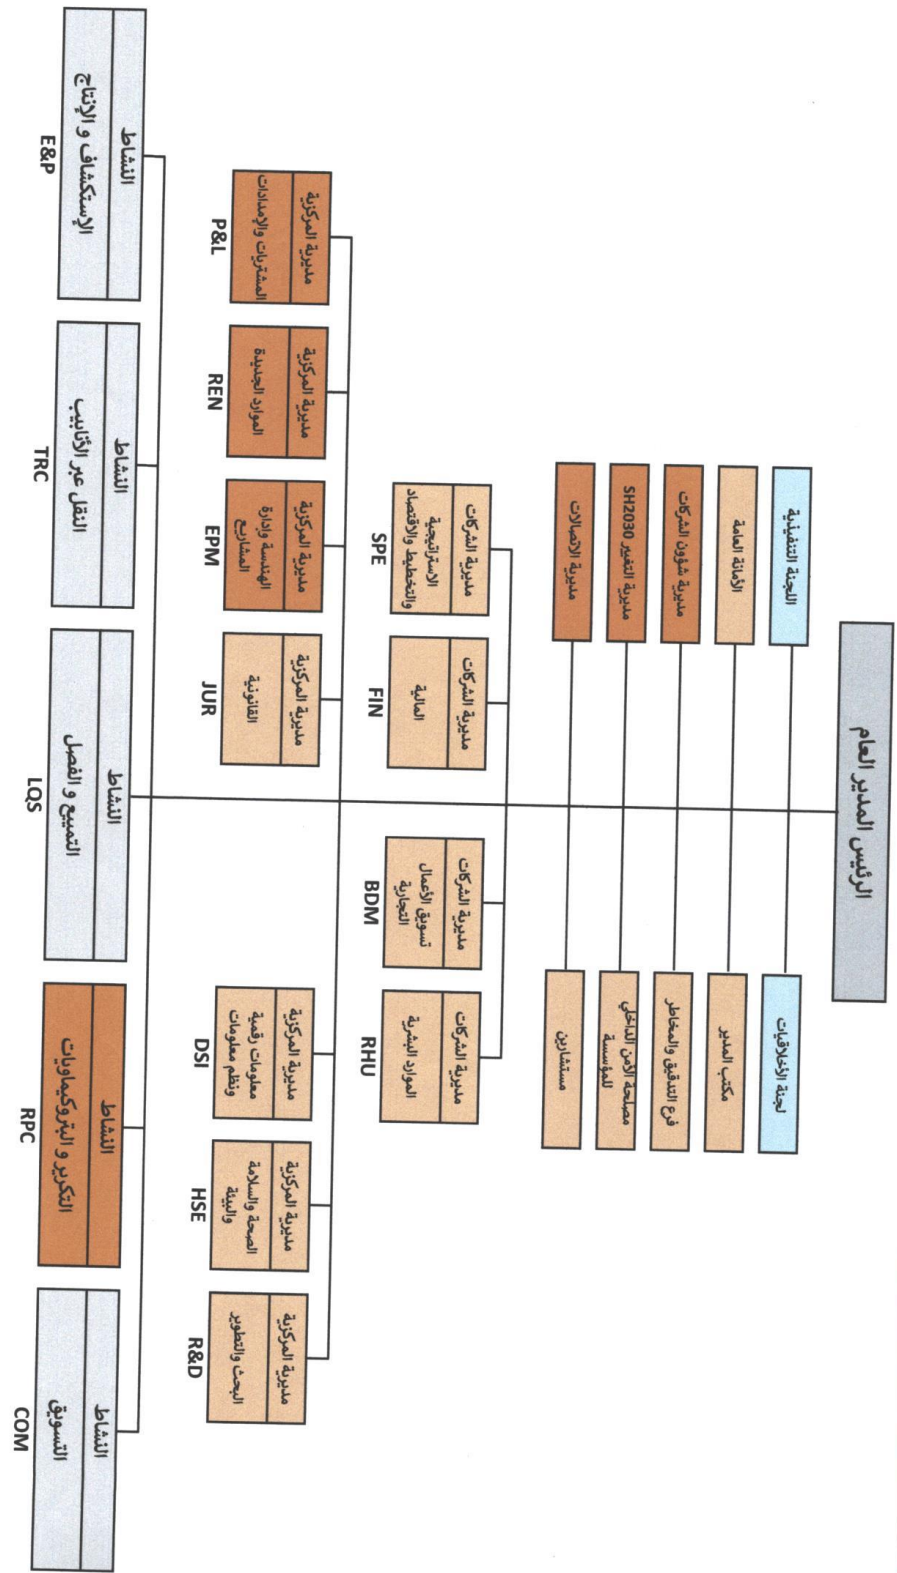 الرئيس المدير العام
اللجنة التنفيذية
لجنة الأخلاقيات
الأمانة العامة
مكتب المدير
مديرية شؤون الشركات
فرع التدقيق والمخاطر
مديرية التغيير SH2030
مصلحة الأمن الداخلي
للمؤسسة
مديرية الاتصالات
مستشارين
مديرية الشركات
الاستراتيجية
والتخطيط والاقتصاد
SPE
مديرية الشركات
المالية
FIN
مديرية الشركات
تسويق الأعمال
التجارية
BDM
مديرية الشركات
الموارد البشرية
RHU
مديرية المركزية
المشتريات والإمدادات
P&L
مديرية المركزية
الموارد الجديدة
REN
مديرية المركزية
الهندسة وإدارة
المشاريع
EPM
مديرية المركزية
القانونية
JUR
مديرية المركزية
معلومات رقمية
ونظم معلومات
DSI
مديرية المركزية
الصحة والسلامة
والبيئة
HSE
مديرية المركزية
البحث والتطوير
R&D
النشاط
الإستكشاف و الإنتاج
E&P
النشاط
النقل عبر الأنابيب
TRC
النشاط
التمييع و الفصل
LQS
النشاط
التكرير و البتروكيماويات
RPC
النشاط
التسويق
COM